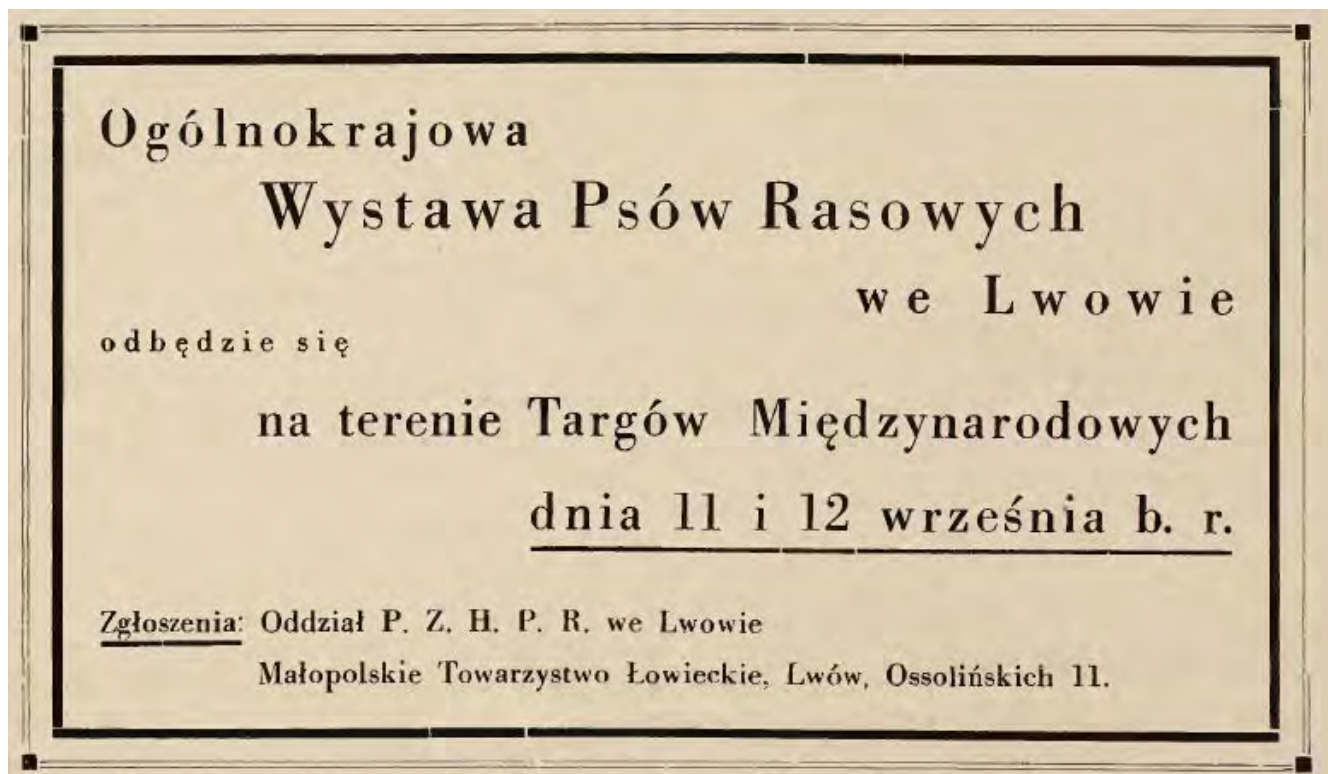 Ogólnokrajowa
Wystawa Psów Rasowych
we Lwowie
odbędzie się
na terenie Targów Międzynarodowych
dnia 11 i 12 września b. r.
Zgłoszenia: Oddział P. Z. H. P. R. we Lwowie
Małopolskie Towarzystwo Łowieckie, Lwów, Ossolińskich 11.